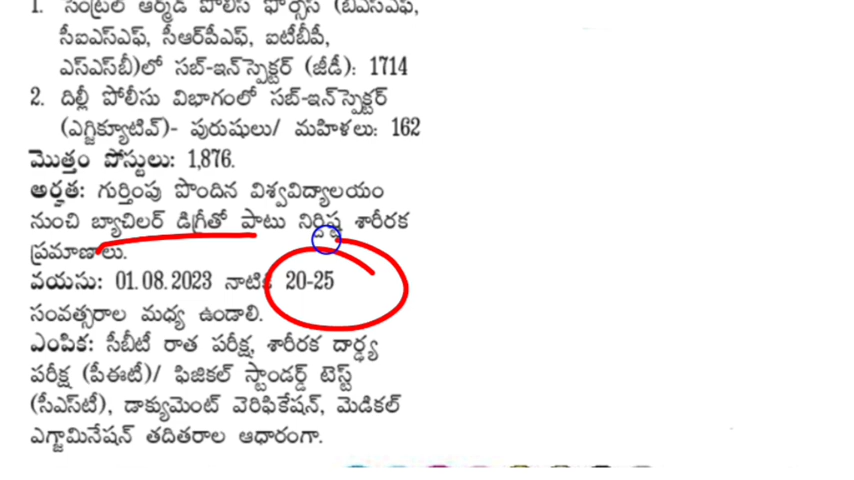 1. సెంట్రల్ ఆర్మ్‌డ్ పోలీస్ ఫోర్సెస్ (బీఎస్ఎఫ్,
సీఐఎస్ఎఫ్, సీఆర్‌పీఎఫ్, ఐటీబీపీ,
ఎస్ఎస్‌బీ)లో సబ్-ఇన్‌స్పెక్టర్ (జీడీ): 1714
2. దిల్లీ పోలీసు విభాగంలో సబ్-ఇన్‌స్పెక్టర్
(ఎగ్జిక్యూటివ్)- పురుషులు/ మహిళలు: 162
మొత్తం పోస్టులు: 1,876.
అర్హత: గుర్తింపు పొందిన విశ్వవిద్యాలయం
నుంచి బ్యాచిలర్ డిగ్రీతో పాటు నిర్దిష్ట శారీరక
ప్రమాణాలు.
వయసు: 01.08.2023 నాటికి 20-25
సంవత్సరాల మధ్య ఉండాలి.
ఎంపిక: సీబీటీ రాత పరీక్ష, శారీరక దార్ఢ్య
పరీక్ష (పీఈటీ)/ ఫిజికల్ స్టాండర్డ్ టెస్ట్
(సీఎస్‌టీ), డాక్యుమెంట్ వెరిఫికేషన్, మెడికల్
ఎగ్జామినేషన్ తదితరాల ఆధారంగా.